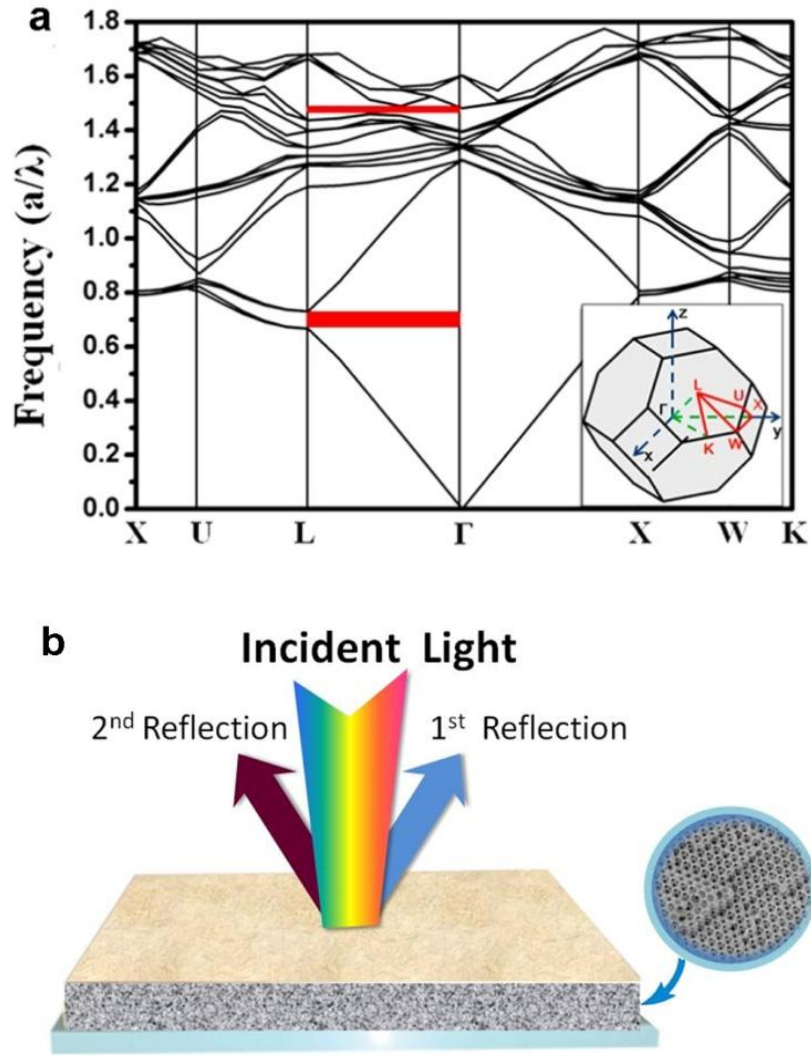 a
Frequency (a/λ)
1.8
1.6
1.4
1.2
1.0
0.8
0.6
0.4
0.2
0.0
X U L Γ X W K
z
L
U
X
Γ
y
K
W
x
b
Incident Light
2nd Reflection
1st Reflection